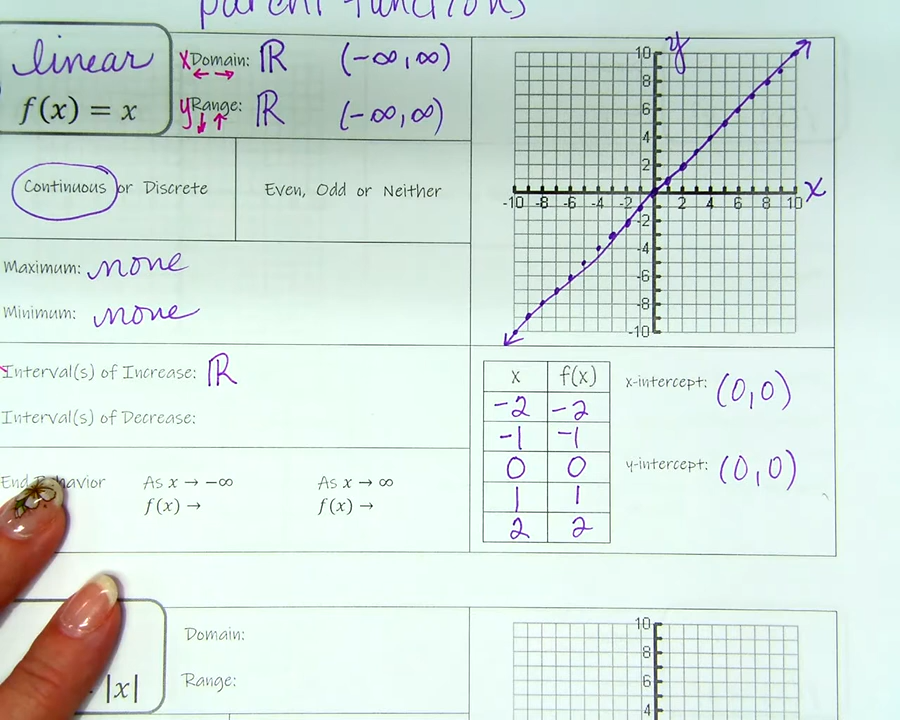 parent functions
linear
f(x) = x
x Domain: ℝ (-∞,∞)
y Range: ℝ (-∞,∞)
Continuous or Discrete
Even, Odd or Neither
Maximum: none
Minimum: none
Interval(s) of Increase: ℝ
Interval(s) of Decrease:
End Behavior
As x → -∞
f(x) →
As x → ∞
f(x) →
y
10
8
6
4
2
-10 -8 -6 -4 -2 2 4 6 8 10 x
-2
-4
-6
-8
-10
x f(x)
-2 -2
-1 -1
0 0
1 1
2 2
x-intercept: (0,0)
y-intercept: (0,0)
|x|
Domain:
Range:
10
8
6
4